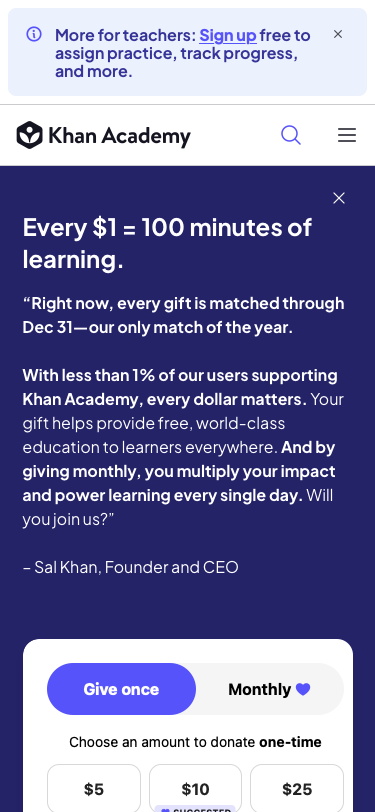 More for teachers: Sign up free to
assign practice, track progress,
and more.
Khan Academy
Every $1 = 100 minutes of
learning.
“Right now, every gift is matched through
Dec 31—our only match of the year.
With less than 1% of our users supporting
Khan Academy, every dollar matters. Your
gift helps provide free, world-class
education to learners everywhere. And by
giving monthly, you multiply your impact
and power learning every single day. Will
you join us?”
– Sal Khan, Founder and CEO
Give once Monthly
Choose an amount to donate one-time
$5 $10 $25
SUGGESTED